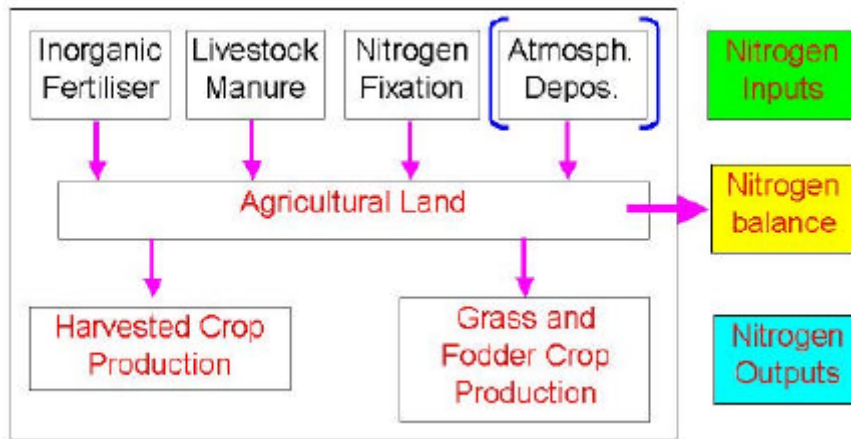 Inorganic
Fertiliser
Livestock
Manure
Nitrogen
Fixation
Atmosph.
Depos.
Nitrogen
Inputs
Agricultural Land
Nitrogen
balance
Harvested Crop
Production
Grass and
Fodder Crop
Production
Nitrogen
Outputs